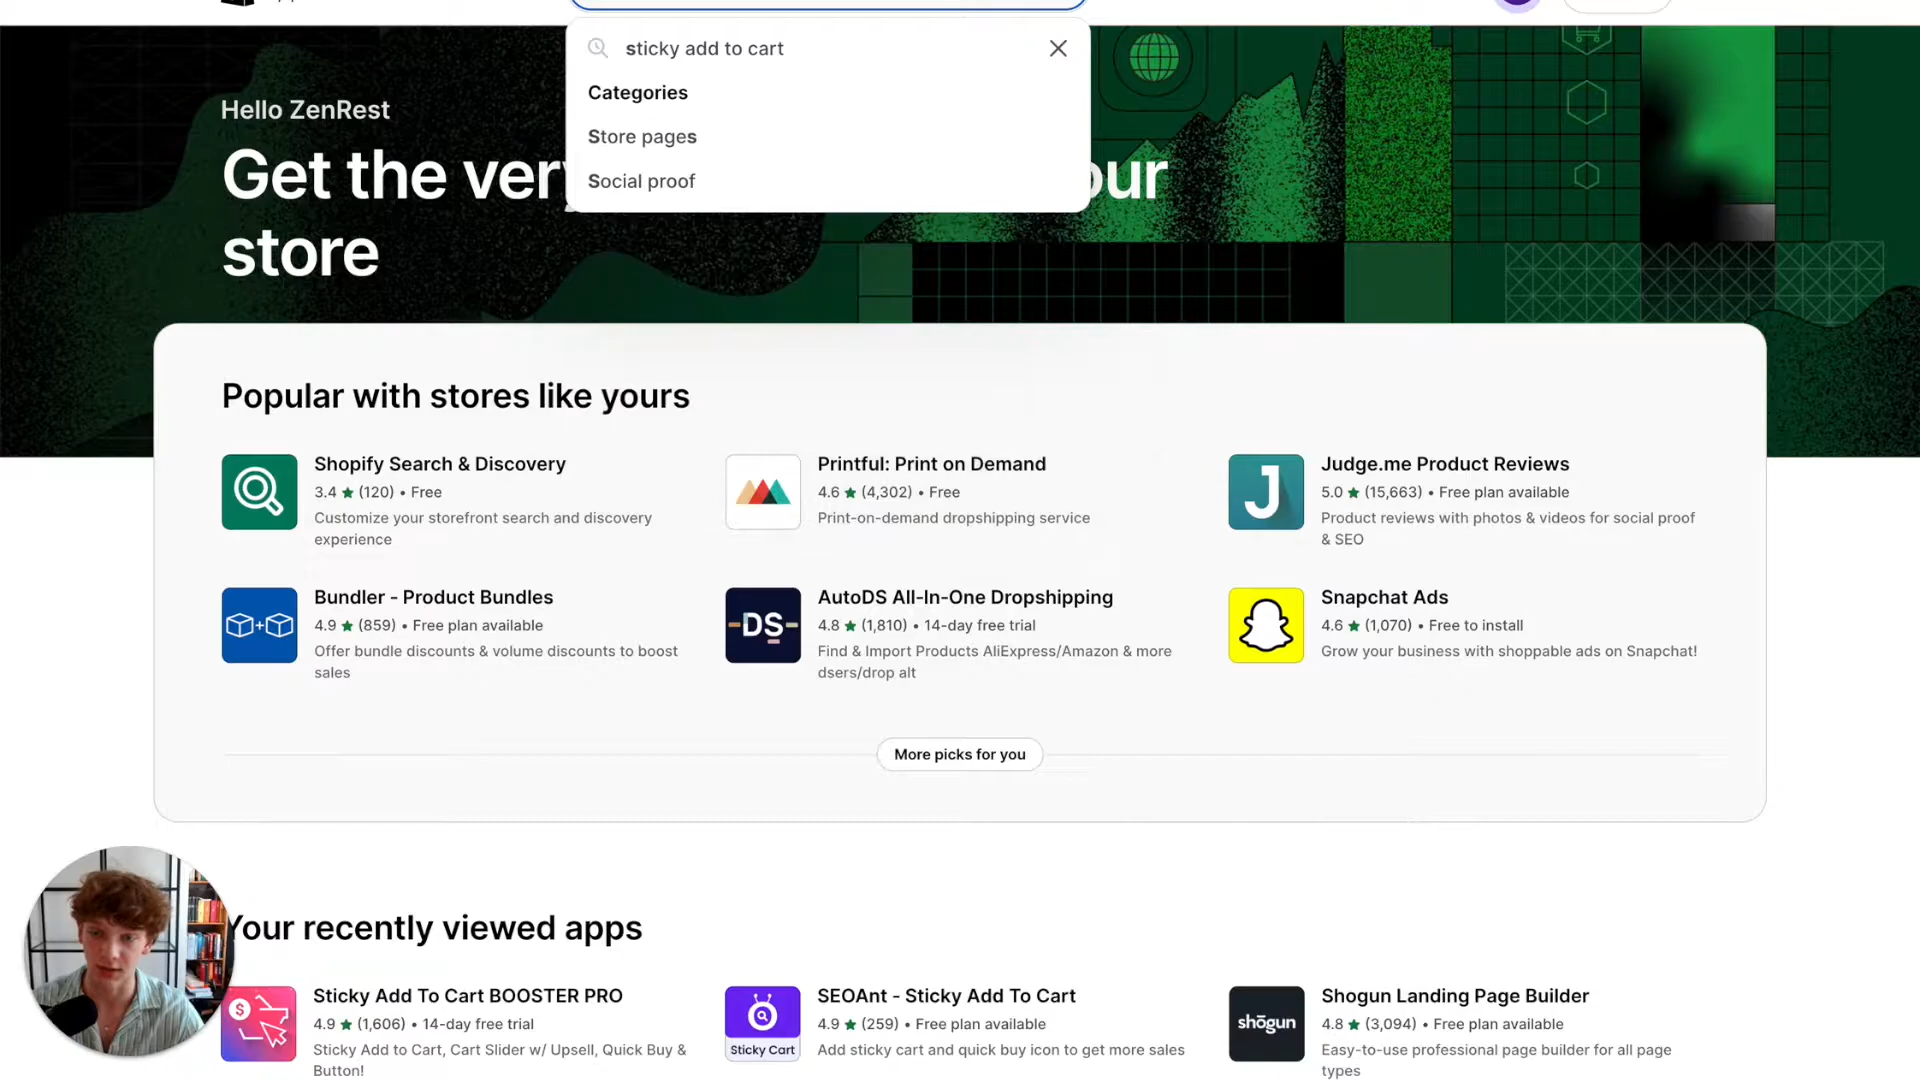 sticky add to cart
Categories
Store pages
Social proof
Hello ZenRest
Get the ver our
store
Popular with stores like yours
Shopify Search & Discovery
3.4 ★ (120) • Free
Customize your storefront search and discovery
experience
Printful: Print on Demand
4.6 ★ (4,302) • Free
Print-on-demand dropshipping service
Judge.me Product Reviews
5.0 ★ (15,663) • Free plan available
Product reviews with photos & videos for social proof
& SEO
Bundler - Product Bundles
4.9 ★ (859) • Free plan available
Offer bundle discounts & volume discounts to boost
sales
DS
AutoDS All-In-One Dropshipping
4.8 ★ (1,810) • 14-day free trial
Find & Import Products AliExpress/Amazon & more
dsers/drop alt
Snapchat Ads
4.6 ★ (1,070) • Free to install
Grow your business with shoppable ads on Snapchat!
More picks for you
Your recently viewed apps
Sticky Add To Cart BOOSTER PRO
4.9 ★ (1,606) • 14-day free trial
Sticky Add to Cart, Cart Slider w/ Upsell, Quick Buy &
Button!
Sticky Cart
SEOAnt - Sticky Add To Cart
4.9 ★ (259) • Free plan available
Add sticky cart and quick buy icon to get more sales
shōgun
Shogun Landing Page Builder
4.8 ★ (3,094) • Free plan available
Easy-to-use professional page builder for all page
types